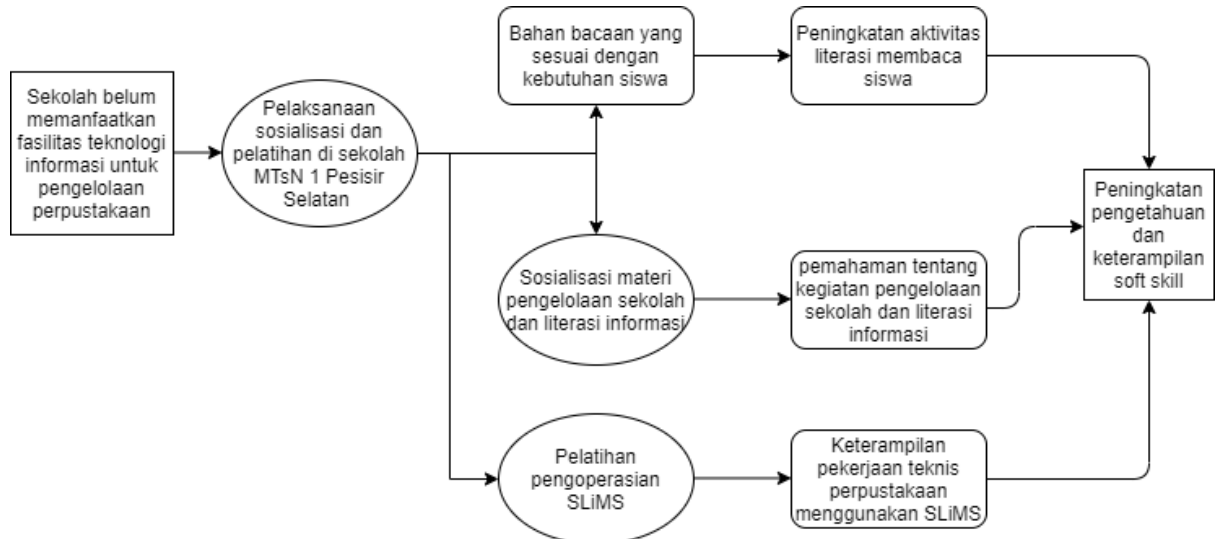 Sekolah belum
memanfaatkan
fasilitas teknologi
informasi untuk
pengelolaan
perpustakaan
Pelaksanaan
sosialisasi dan
pelatihan di sekolah
MTsN 1 Pesisir
Selatan
Bahan bacaan yang
sesuai dengan
kebutuhan siswa
Peningkatan aktivitas
literasi membaca
siswa
Sosialisasi materi
pengelolaan sekolah
dan literasi informasi
pemahaman tentang
kegiatan pengelolaan
sekolah dan literasi
informasi
Pelatihan
pengoperasian
SLiMS
Keterampilan
pekerjaan teknis
perpustakaan
menggunakan SLiMS
Peningkatan
pengetahuan
dan
keterampilan
soft skill